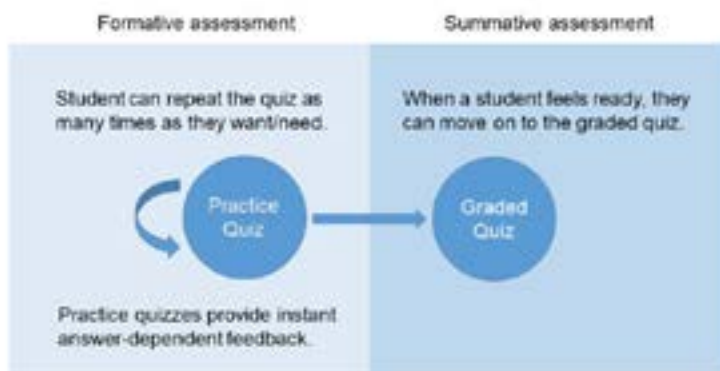 Formative assessment
Summative assessment
Student can repeat the quiz as
many times as they want/need.
When a student feels ready, they
can move on to the graded quiz.
Practice
Quiz
Graded
Quiz
Practice quizzes provide instant
answer-dependent feedback.